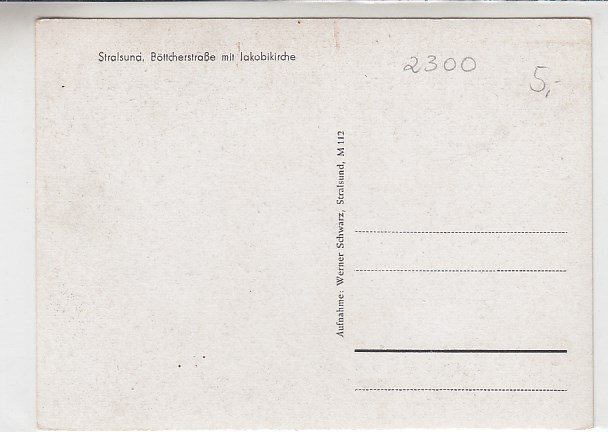 Stralsund, Böttcherstraße mit Jakobikirche
2300
5,-
Aufnahme: Werner Schwarz, Stralsund, M 112